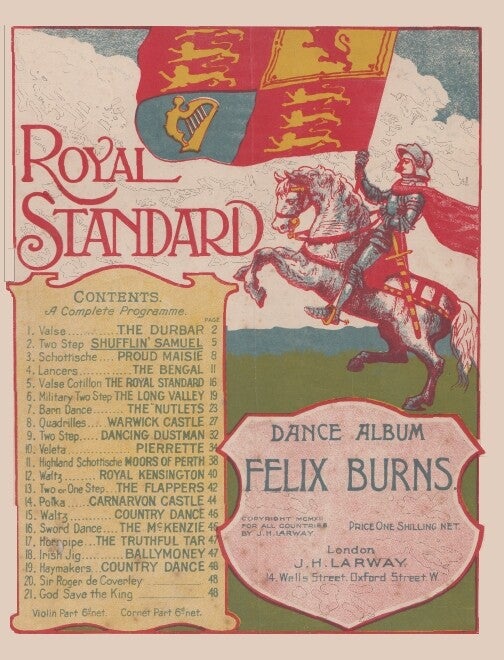 ROYAL
STANDARD
CONTENTS.
A Complete Programme.
PAGE
1. Valse......... THE DURBAR 2
2. Two Step SHUFFLIN' SAMUEL 5
3. Schottische.... PROUD MAISIE 8
4. Lancers......... THE BENGAL 11
5. Valse Cotillon THE ROYAL STANDARD 16
6. Military Two Step THE LONG VALLEY 19
7. Barn Dance..... THE NUTLETS 23
8. Quadrilles... WARWICK CASTLE 27
9. Two Step..... DANCING DUSTMAN 32
10. Veleta............ PIERRETTE 34
11. Highland Schottische MOORS OF PERTH 38
12. Waltz...... ROYAL KENSINGTON 40
13. Two or One Step... THE FLAPPERS 42
14. Polka.... CARNARVON CASTLE 44
15. Waltz........ COUNTRY DANCE 46
16. Sword Dance.... THE McKENZIE 46
17. Hornpipe... THE TRUTHFUL TAR 47
18. Irish Jig....... BALLYMONEY 47
19. Haymakers.. COUNTRY DANCE 48
20. Sir Roger de Coverley 48
21. God Save the King 48
Violin Part 6d net. Cornet Part 6d net.
DANCE ALBUM
FELIX BURNS.
COPYRIGHT MCMXII
FOR ALL COUNTRIES
BY J.H. LARWAY
PRICE ONE SHILLING NET.
London
J.H. LARWAY,
14. Wells Street. Oxford Street. W.